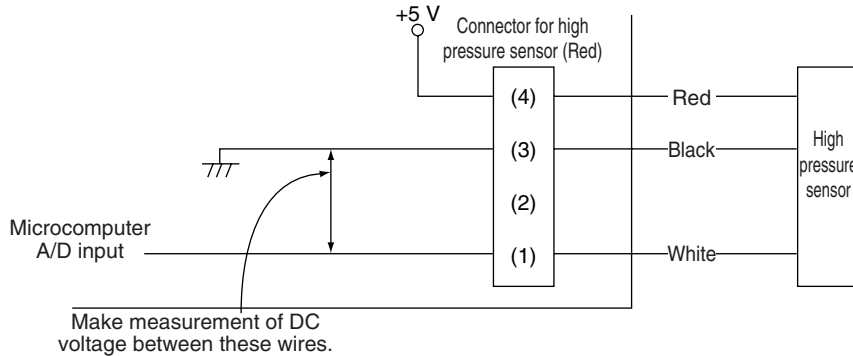 +5 V
Connector for high
pressure sensor (Red)
(4)
Red
(3)
Black
High
pressure
sensor
(2)
Microcomputer
A/D input
(1)
White
Make measurement of DC
voltage between these wires.